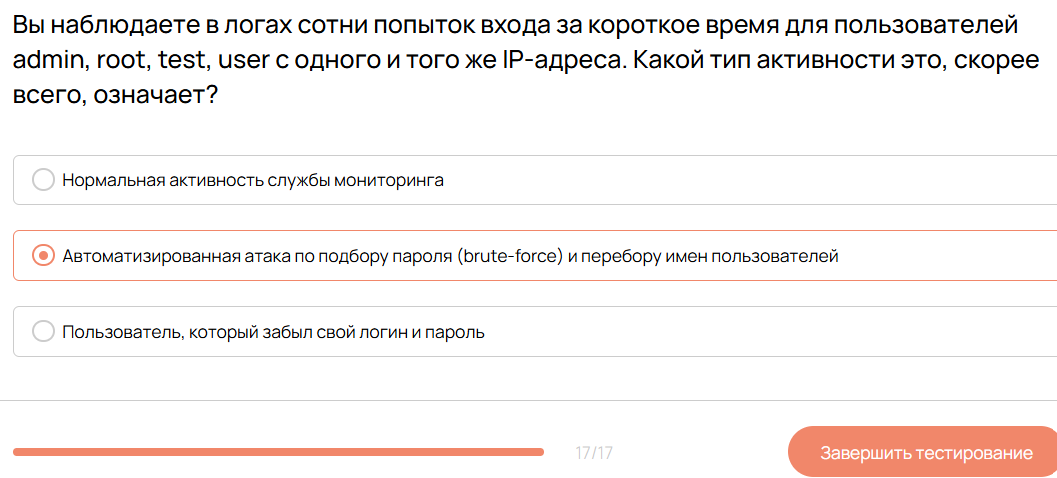 Вы наблюдаете в логах сотни попыток входа за короткое время для пользователей
admin, root, test, user с одного и того же IP-адреса. Какой тип активности это, скорее
всего, означает?
Нормальная активность службы мониторинга
Автоматизированная атака по подбору пароля (brute-force) и перебору имен пользователей
Пользователь, который забыл свой логин и пароль
17/17
Завершить тестирование